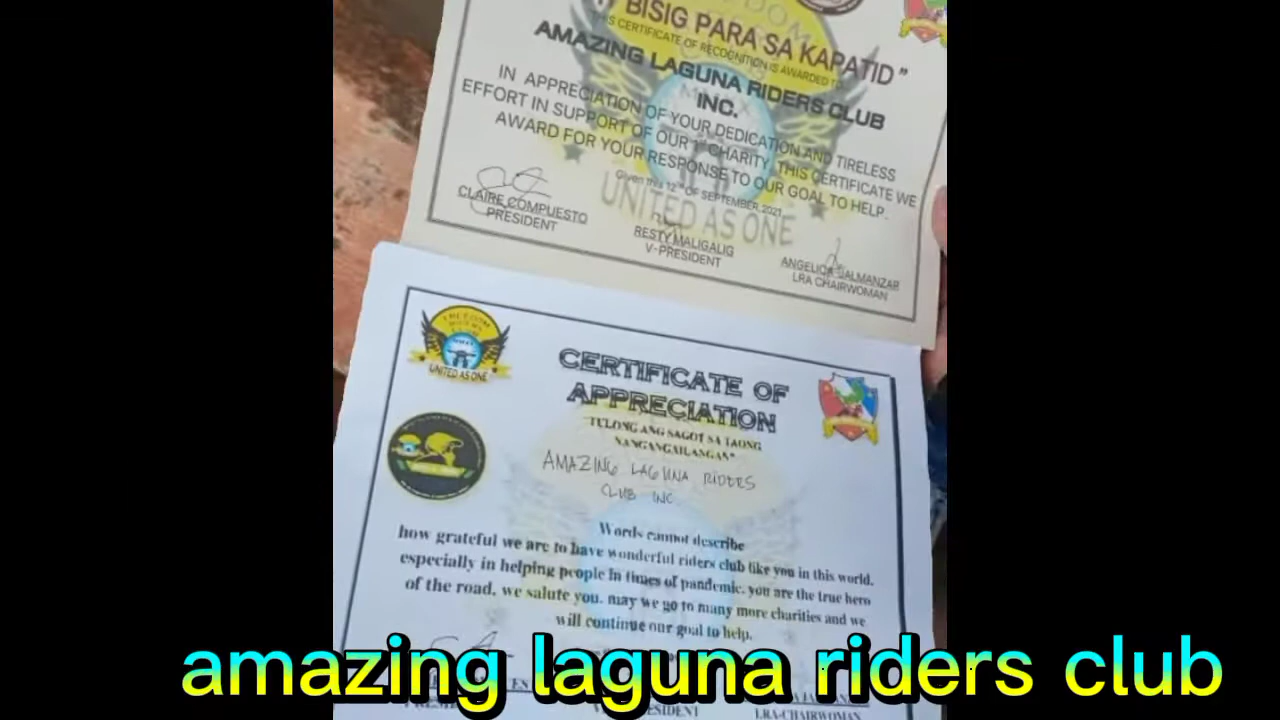 BISIG PARA SA KAPATID"
THIS CERTIFICATE OF RECOGNITION IS AWARDED TO
AMAZING LAGUNA RIDERS CLUB
INC.
IN APPRECIATION OF YOUR DEDICATION AND TIRELESS
EFFORT IN SUPPORT OF OUR 1ST CHARITY, THIS CERTIFICATE WE
AWARD FOR YOUR RESPONSE TO OUR GOAL TO HELP.
Given this 12TH OF SEPTEMBER, 2021
UNITED AS ONE
CLAIRE COMPUESTO
PRESIDENT
RESTY MALIGALIG
V-PRESIDENT
ANGELICA SALMANZAR
LRA CHAIRWOMAN
UNITED AS ONE
CERTIFICATE OF
APPRECIATION
"TULONG ANG SAGOT SA TAONG
NANGANGAILANGAN"
AMAZING LAGUNA RIDERS
CLUB INC
Words cannot describe
how grateful we are to have wonderful riders club like you in this world.
especially in helping people in times of pandemic. you are the true hero
of the road, we salute you. may we go to many more charities and we
will continue our goal to help.
amazing laguna riders club
LRA-CHAIRWOMAN